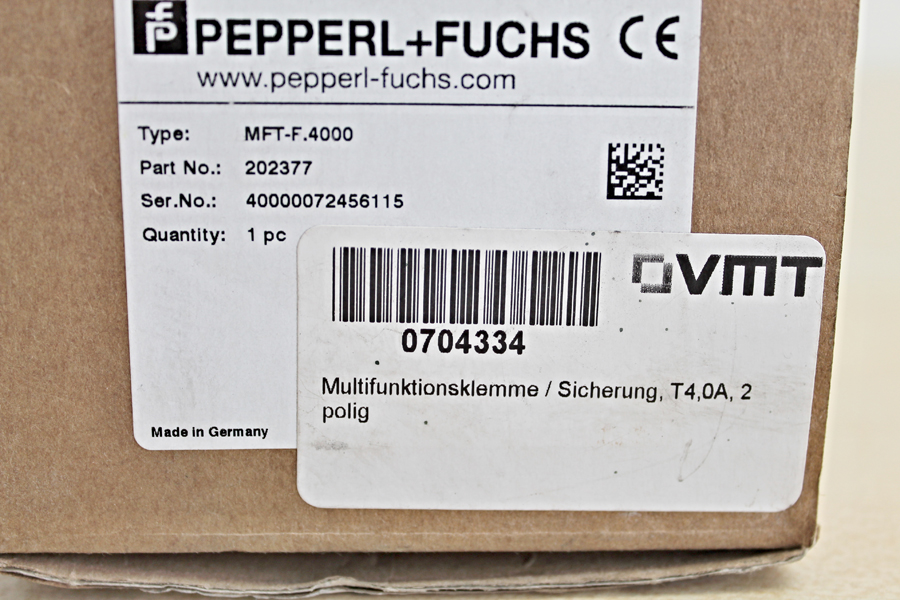 PEPPERL+FUCHS CE
www.pepperl-fuchs.com
Type: MFT-F.4000
Part No.: 202377
Ser.No.: 40000072456115
Quantity: 1 pc
Made in Germany
VMT
0704334
Multifunktionsklemme / Sicherung, T4,0A, 2
polig